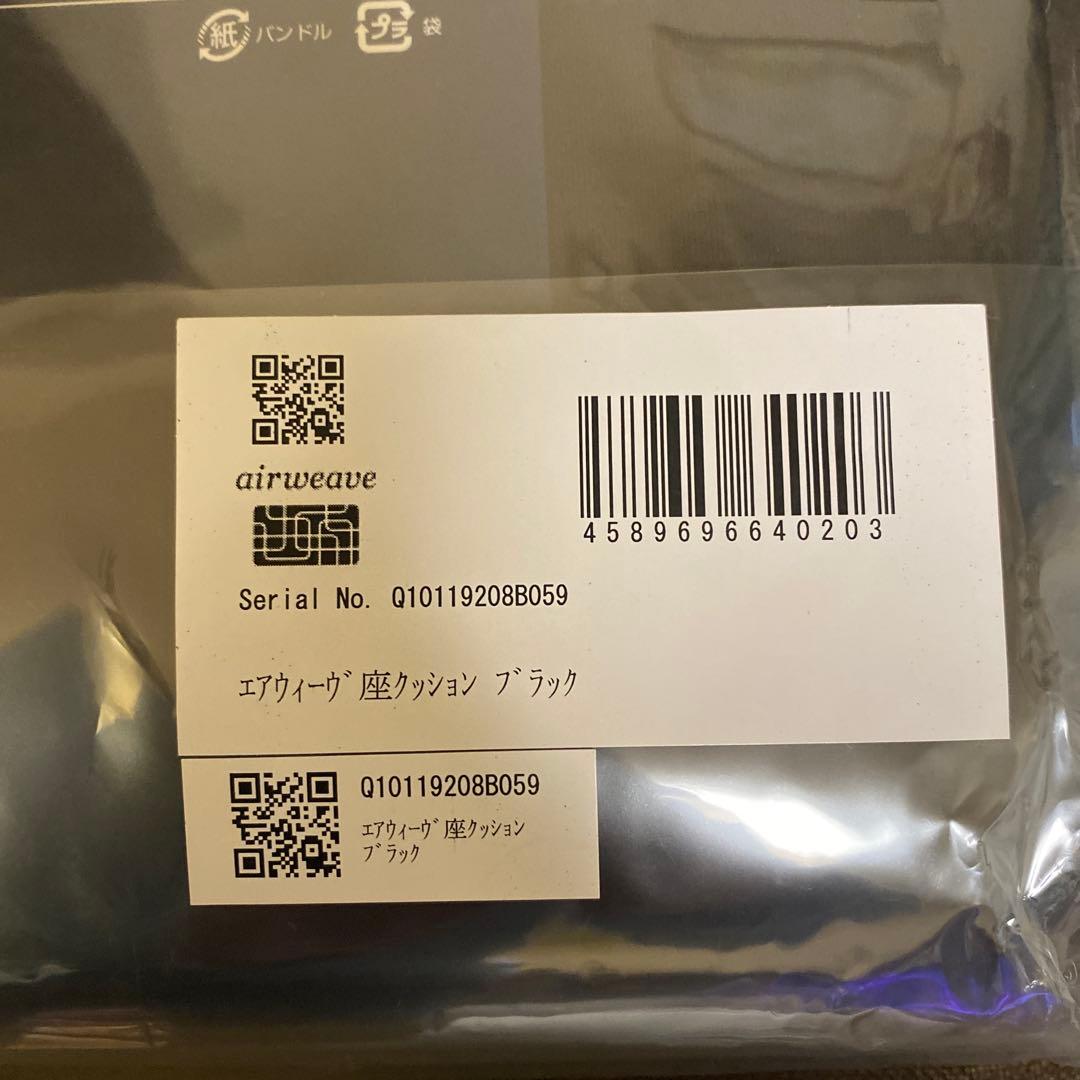 紙 バンドル プラ 袋
airweave
4589696640203
Serial No. Q10119208B059
ｴｱｳｨｰｳﾞ座ｸｯｼｮﾝ ﾌﾞﾗｯｸ
Q10119208B059
ｴｱｳｨｰｳﾞ座ｸｯｼｮﾝ
ﾌﾞﾗｯｸ